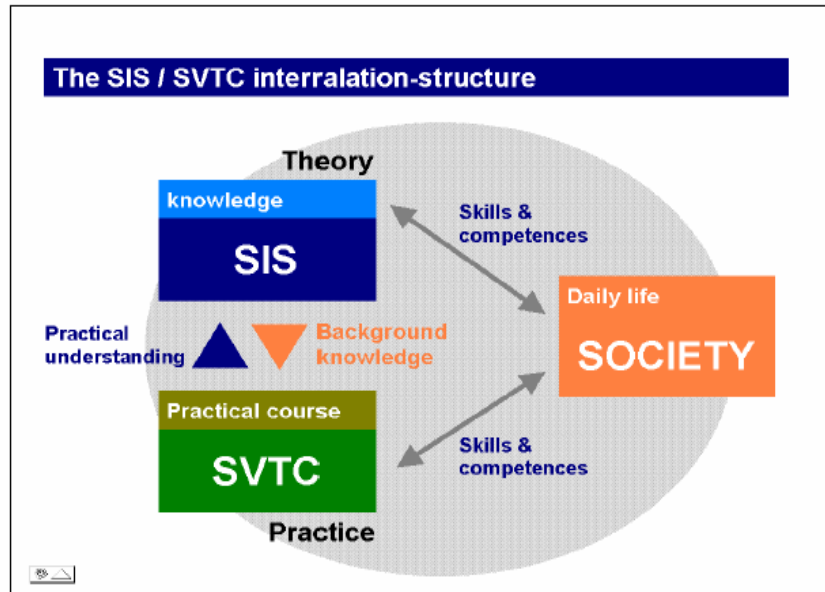 The SIS / SVTC interralation-structure
Theory
knowledge
SIS
Skills &
competences
Daily life
SOCIETY
Practical
understanding
Background
knowledge
Practical course
SVTC
Skills &
competences
Practice